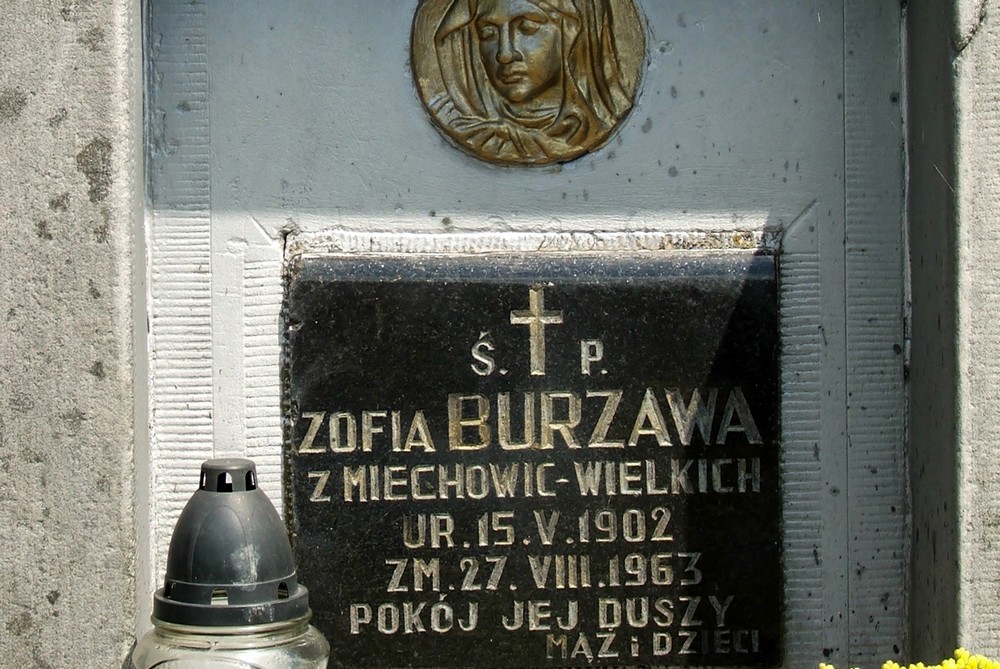 Ś. P.
ZOFIA BURZAWA
Z MIECHOWIC-WIELKICH
UR. 15. V. 1902
ZM. 27. VIII. 1963
POKÓJ JEJ DUSZY
MĄŻ i DZIECI